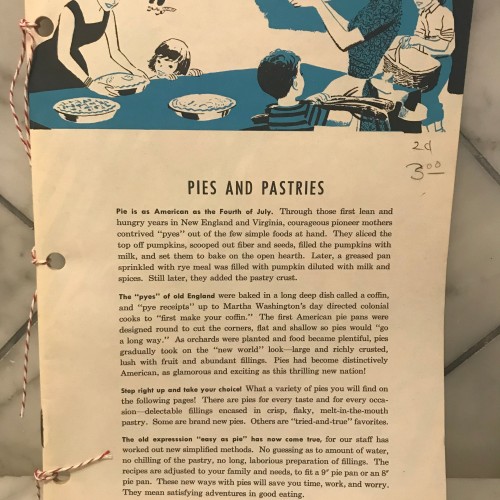 2d
3.00
PIES AND PASTRIES
Pie is as American as the Fourth of July. Through those first lean and
hungry years in New England and Virginia, courageous pioneer mothers
contrived "pyes" out of the few simple foods at hand. They sliced the
top off pumpkins, scooped out fiber and seeds, filled the pumpkins with
milk, and set them to bake on the open hearth. Later, a greased pan
sprinkled with rye meal was filled with pumpkin diluted with milk and
spices. Still later, they added the pastry crust.
The "pyes" of old England were baked in a long deep dish called a coffin,
and "pye receipts" up to Martha Washington's day directed colonial
cooks to "first make your coffin." The first American pie pans were
designed round to cut the corners, flat and shallow so pies would "go
a long way." As orchards were planted and food became plentiful, pies
gradually took on the "new world" look—large and richly crusted,
lush with fruit and abundant fillings. Pies had become distinctively
American, as glamorous and exciting as this thrilling new nation!
Step right up and take your choice! What a variety of pies you will find on
the following pages! There are pies for every taste and for every occa-
sion—delectable fillings encased in crisp, flaky, melt-in-the-mouth
pastry. Some are brand new pies. Others are "tried-and-true" favorites.
The old expresssion "easy as pie" has now come true, for our staff has
worked out new simplified methods. No guessing as to amount of water,
no chilling of the pastry, no long, laborious preparation of fillings. The
recipes are adjusted to your family and needs, to fit a 9" pie pan or an 8"
pie pan. These new ways with pies will save you time, work, and worry.
They mean satisfying adventures in good eating.